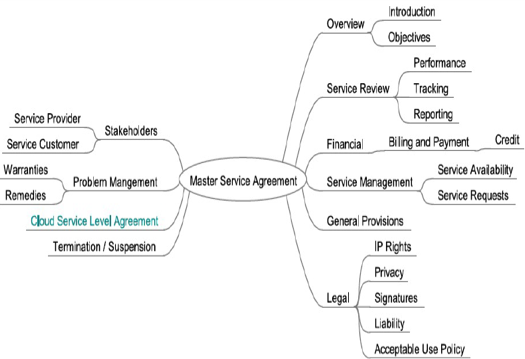 Introduction
Overview
Objectives
Performance
Service Review
Tracking
Reporting
Service Provider
Stakeholders
Service Customer
Financial
Billing and Payment
Credit
Warranties
Problem Mangement
Remedies
Master Service Agreement
Service Availability
Service Management
Service Requests
Cloud Service Level Agreement
General Provisions
Termination / Suspension
IP Rights
Privacy
Legal
Signatures
Liability
Acceptable Use Policy